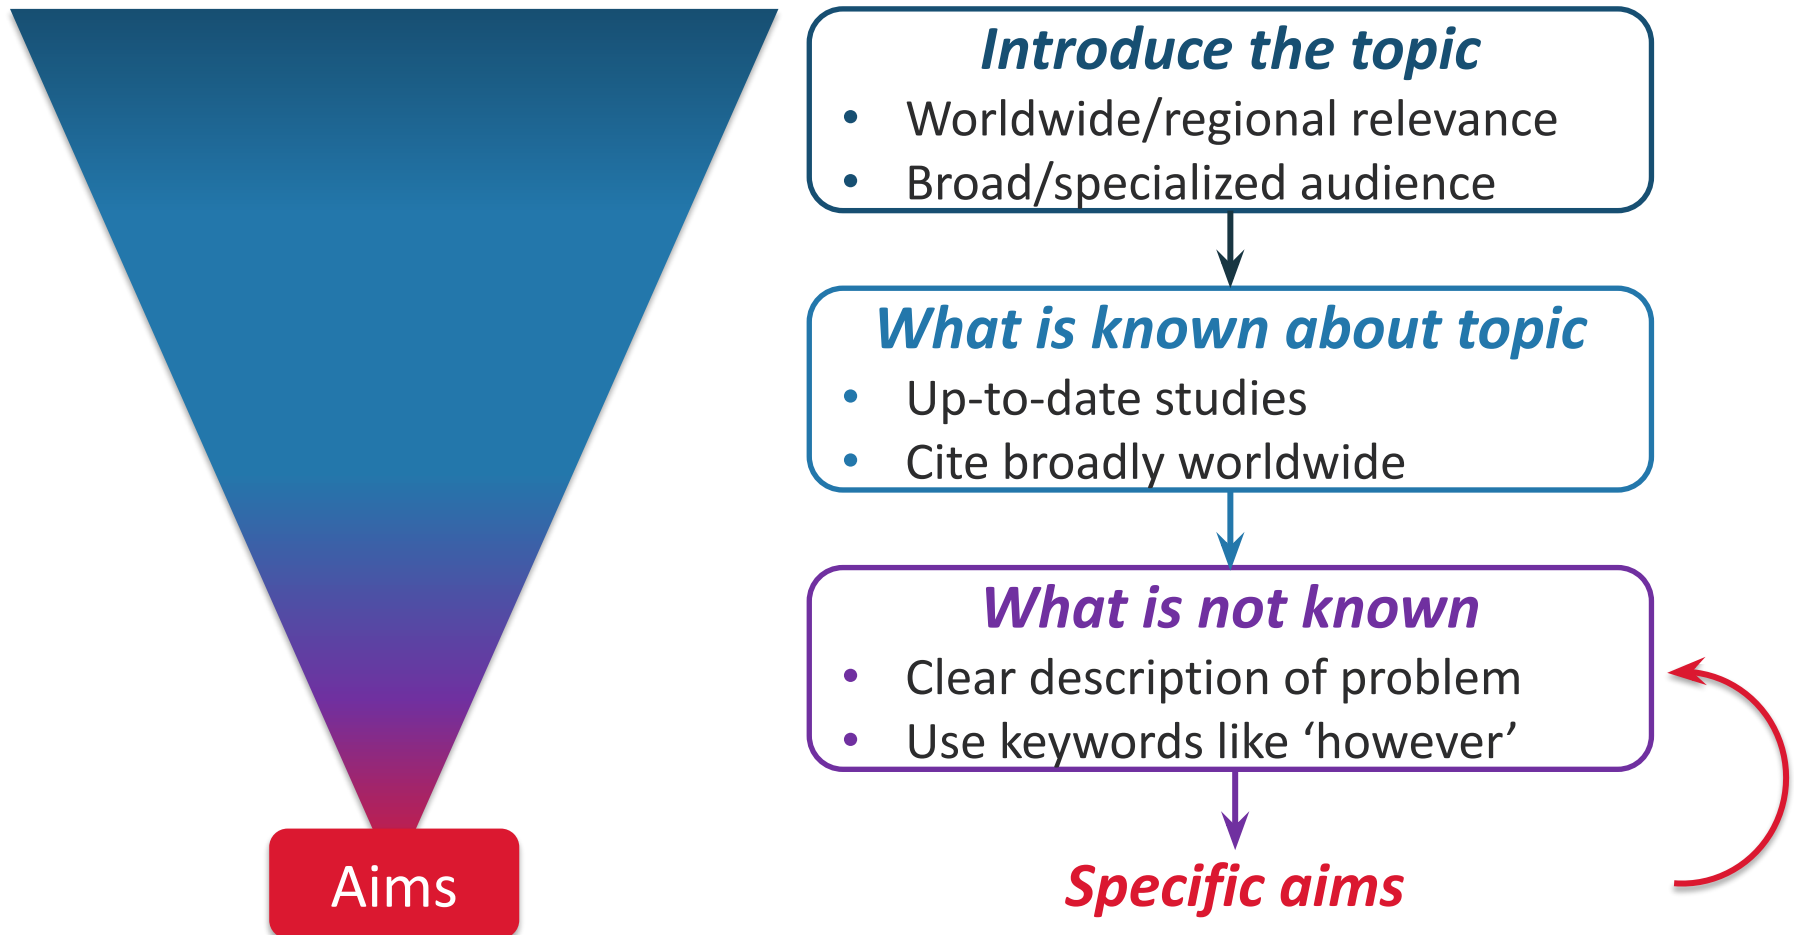 Introduce the topic
• Worldwide/regional relevance
• Broad/specialized audience
What is known about topic
• Up-to-date studies
• Cite broadly worldwide
What is not known
• Clear description of problem
• Use keywords like ‘however’
Specific aims
Aims